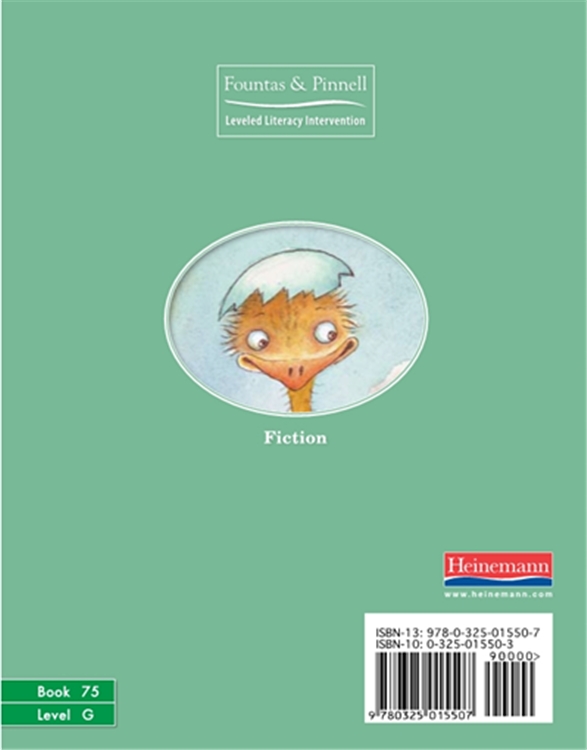 Fountas & Pinnell
Leveled Literacy Intervention
Fiction
Heinemann
www.heinemann.com
ISBN-13: 978-0-325-01550-7
ISBN-10: 0-325-01550-3
90000>
9 780325 015507
Book 75
Level G